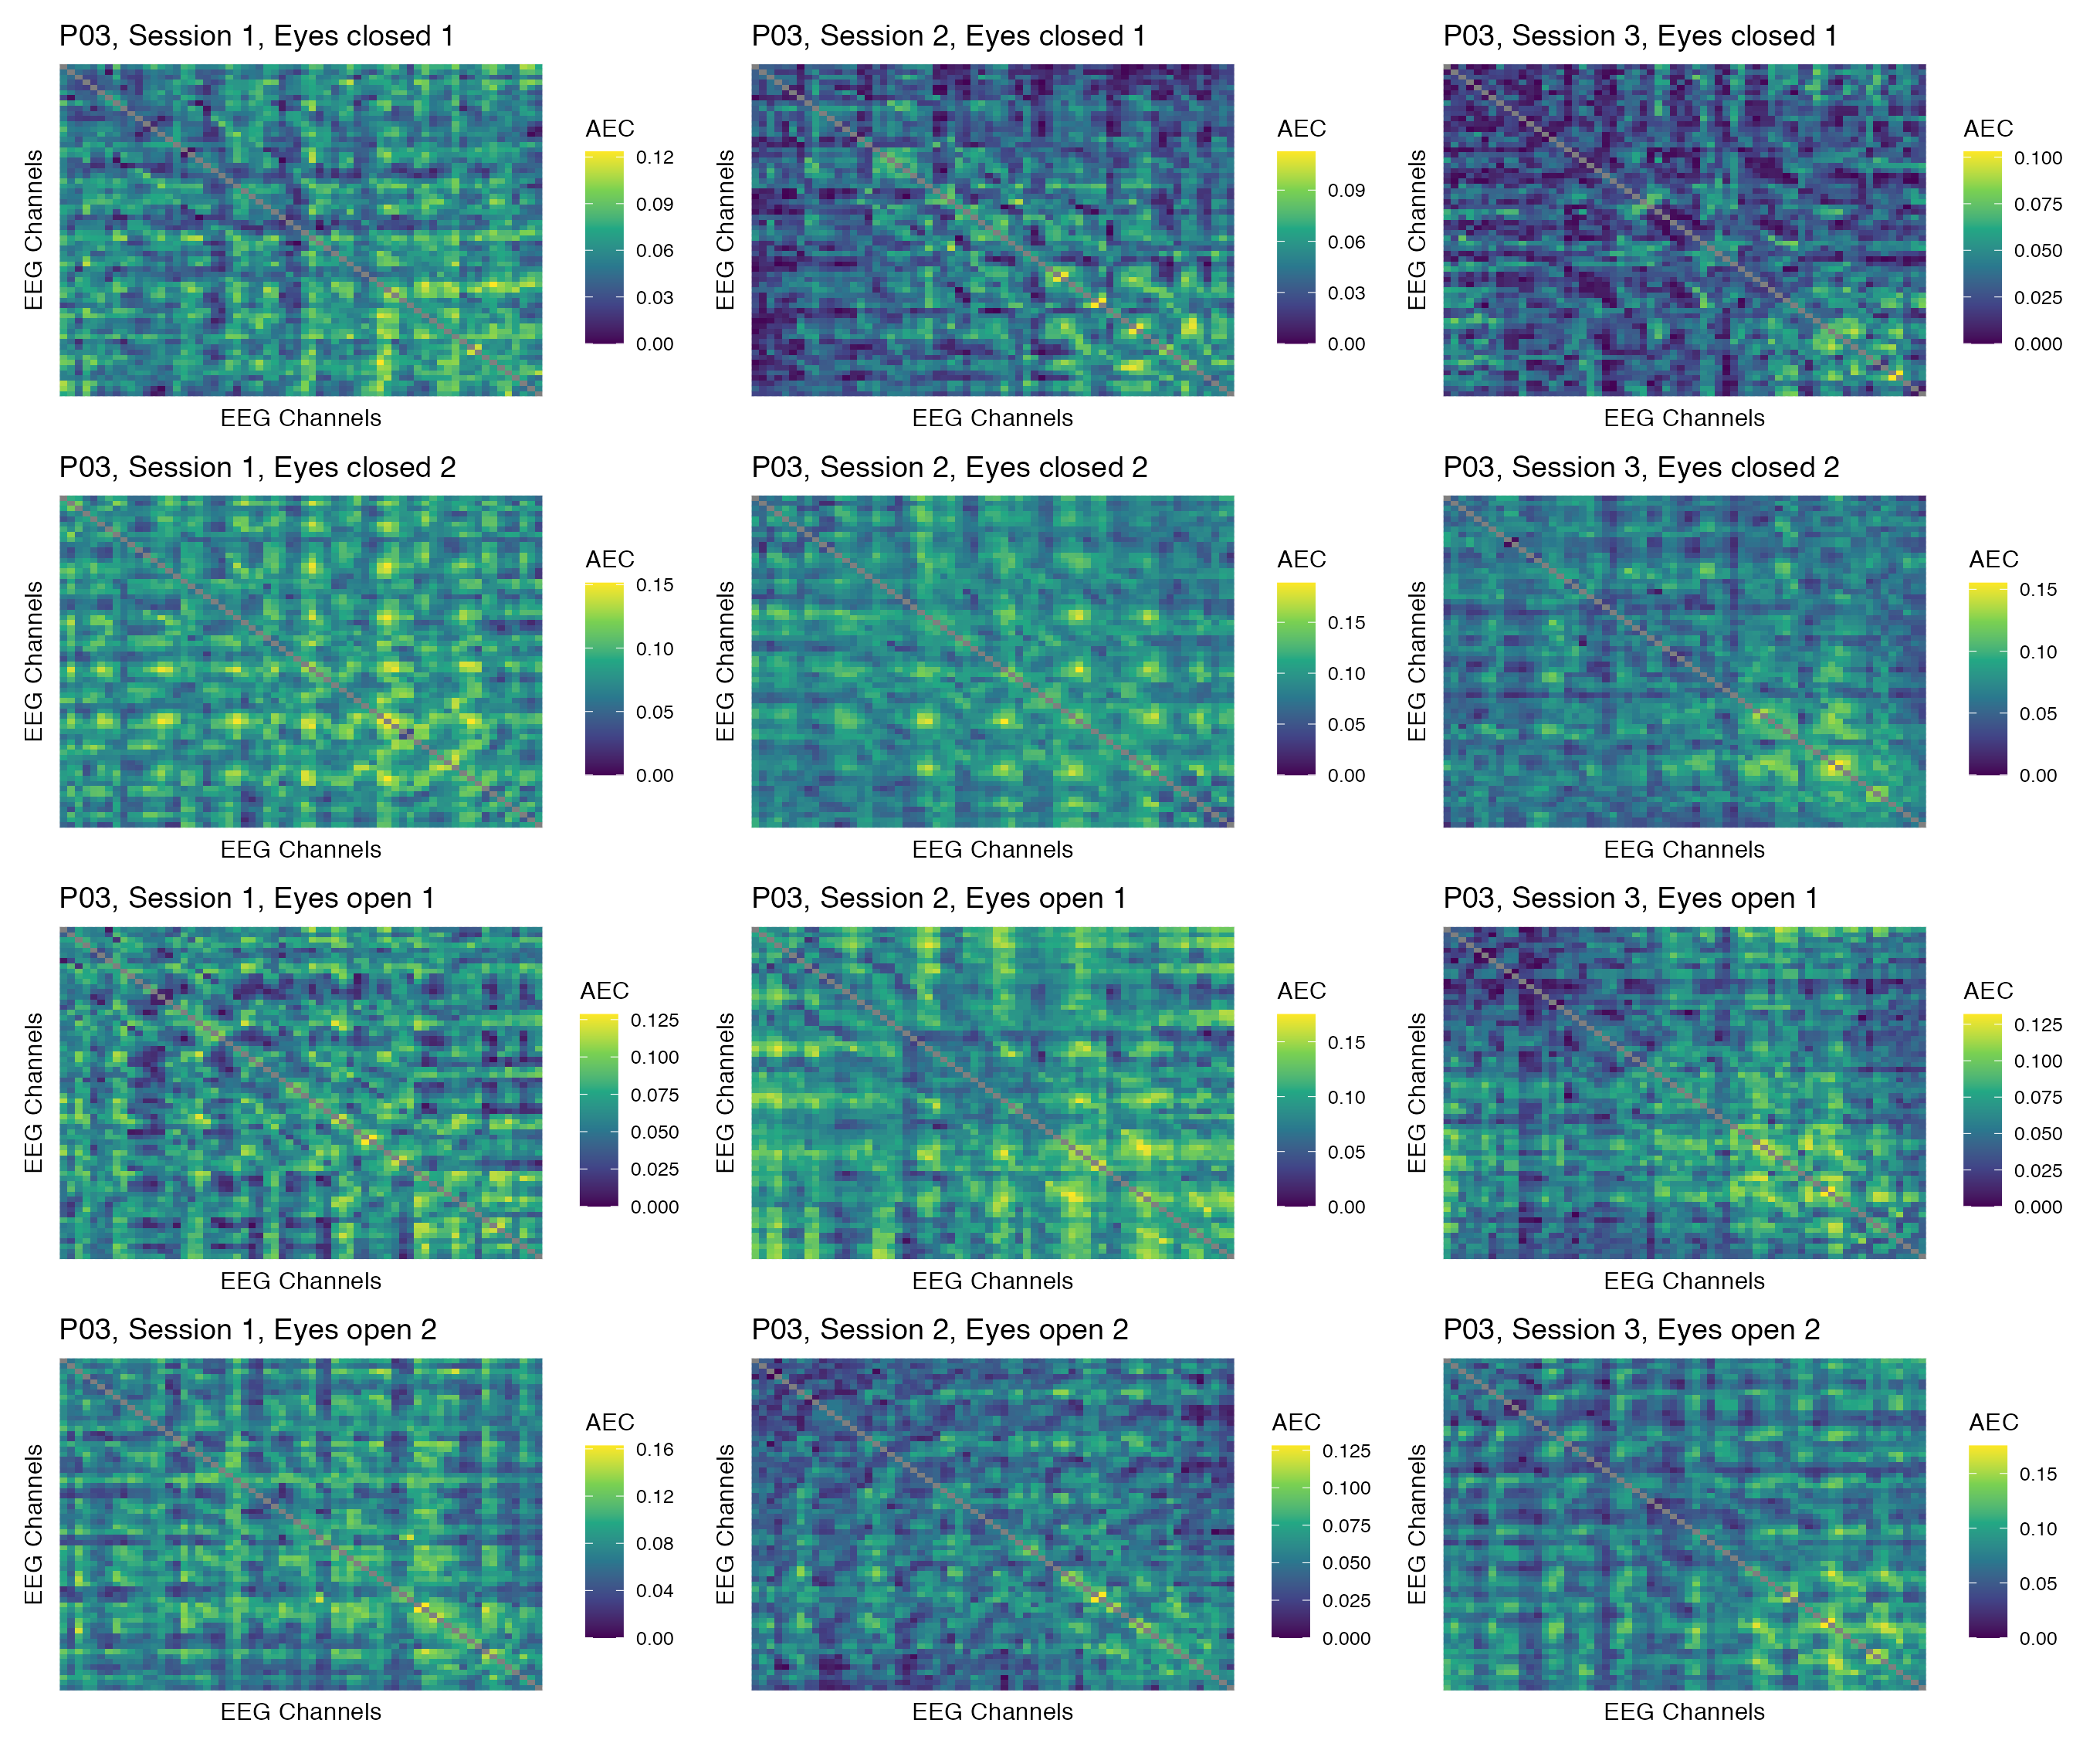 P03, Session 1, Eyes closed 1
EEG Channels
EEG Channels
AEC
0.12
0.09
0.06
0.03
0.00
P03, Session 2, Eyes closed 1
EEG Channels
EEG Channels
AEC
0.09
0.06
0.03
0.00
P03, Session 3, Eyes closed 1
EEG Channels
EEG Channels
AEC
0.100
0.075
0.050
0.025
0.000
P03, Session 1, Eyes closed 2
EEG Channels
EEG Channels
AEC
0.15
0.10
0.05
0.00
P03, Session 2, Eyes closed 2
EEG Channels
EEG Channels
AEC
0.15
0.10
0.05
0.00
P03, Session 3, Eyes closed 2
EEG Channels
EEG Channels
AEC
0.15
0.10
0.05
0.00
P03, Session 1, Eyes open 1
EEG Channels
EEG Channels
AEC
0.125
0.100
0.075
0.050
0.025
0.000
P03, Session 2, Eyes open 1
EEG Channels
EEG Channels
AEC
0.15
0.10
0.05
0.00
P03, Session 3, Eyes open 1
EEG Channels
EEG Channels
AEC
0.125
0.100
0.075
0.050
0.025
0.000
P03, Session 1, Eyes open 2
EEG Channels
EEG Channels
AEC
0.16
0.12
0.08
0.04
0.00
P03, Session 2, Eyes open 2
EEG Channels
EEG Channels
AEC
0.125
0.100
0.075
0.050
0.025
0.000
P03, Session 3, Eyes open 2
EEG Channels
EEG Channels
AEC
0.15
0.10
0.05
0.00